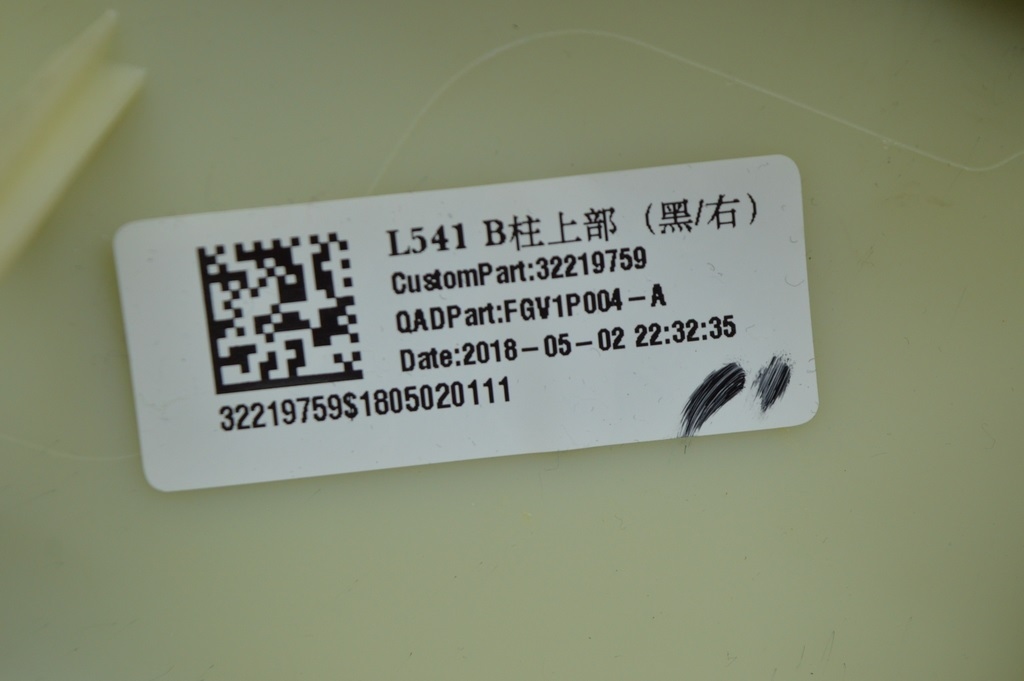 L541 B柱上部（黑/右）
CustomPart:32219759
QADPart:FGV1P004-A
Date:2018-05-02 22:32:35
32219759$1805020111